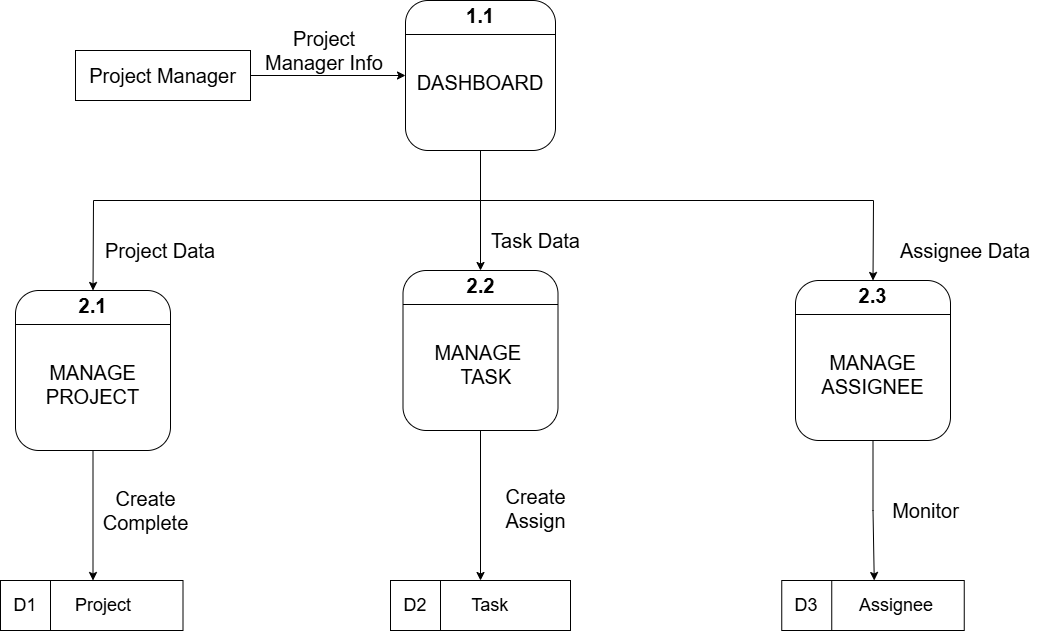 1.1
Project
Manager Info
Project Manager
DASHBOARD
Project Data
Task Data
Assignee Data
2.1
2.2
2.3
MANAGE
PROJECT
MANAGE
TASK
MANAGE
ASSIGNEE
Create
Complete
Create
Assign
Monitor
D1 Project
D2 Task
D3 Assignee